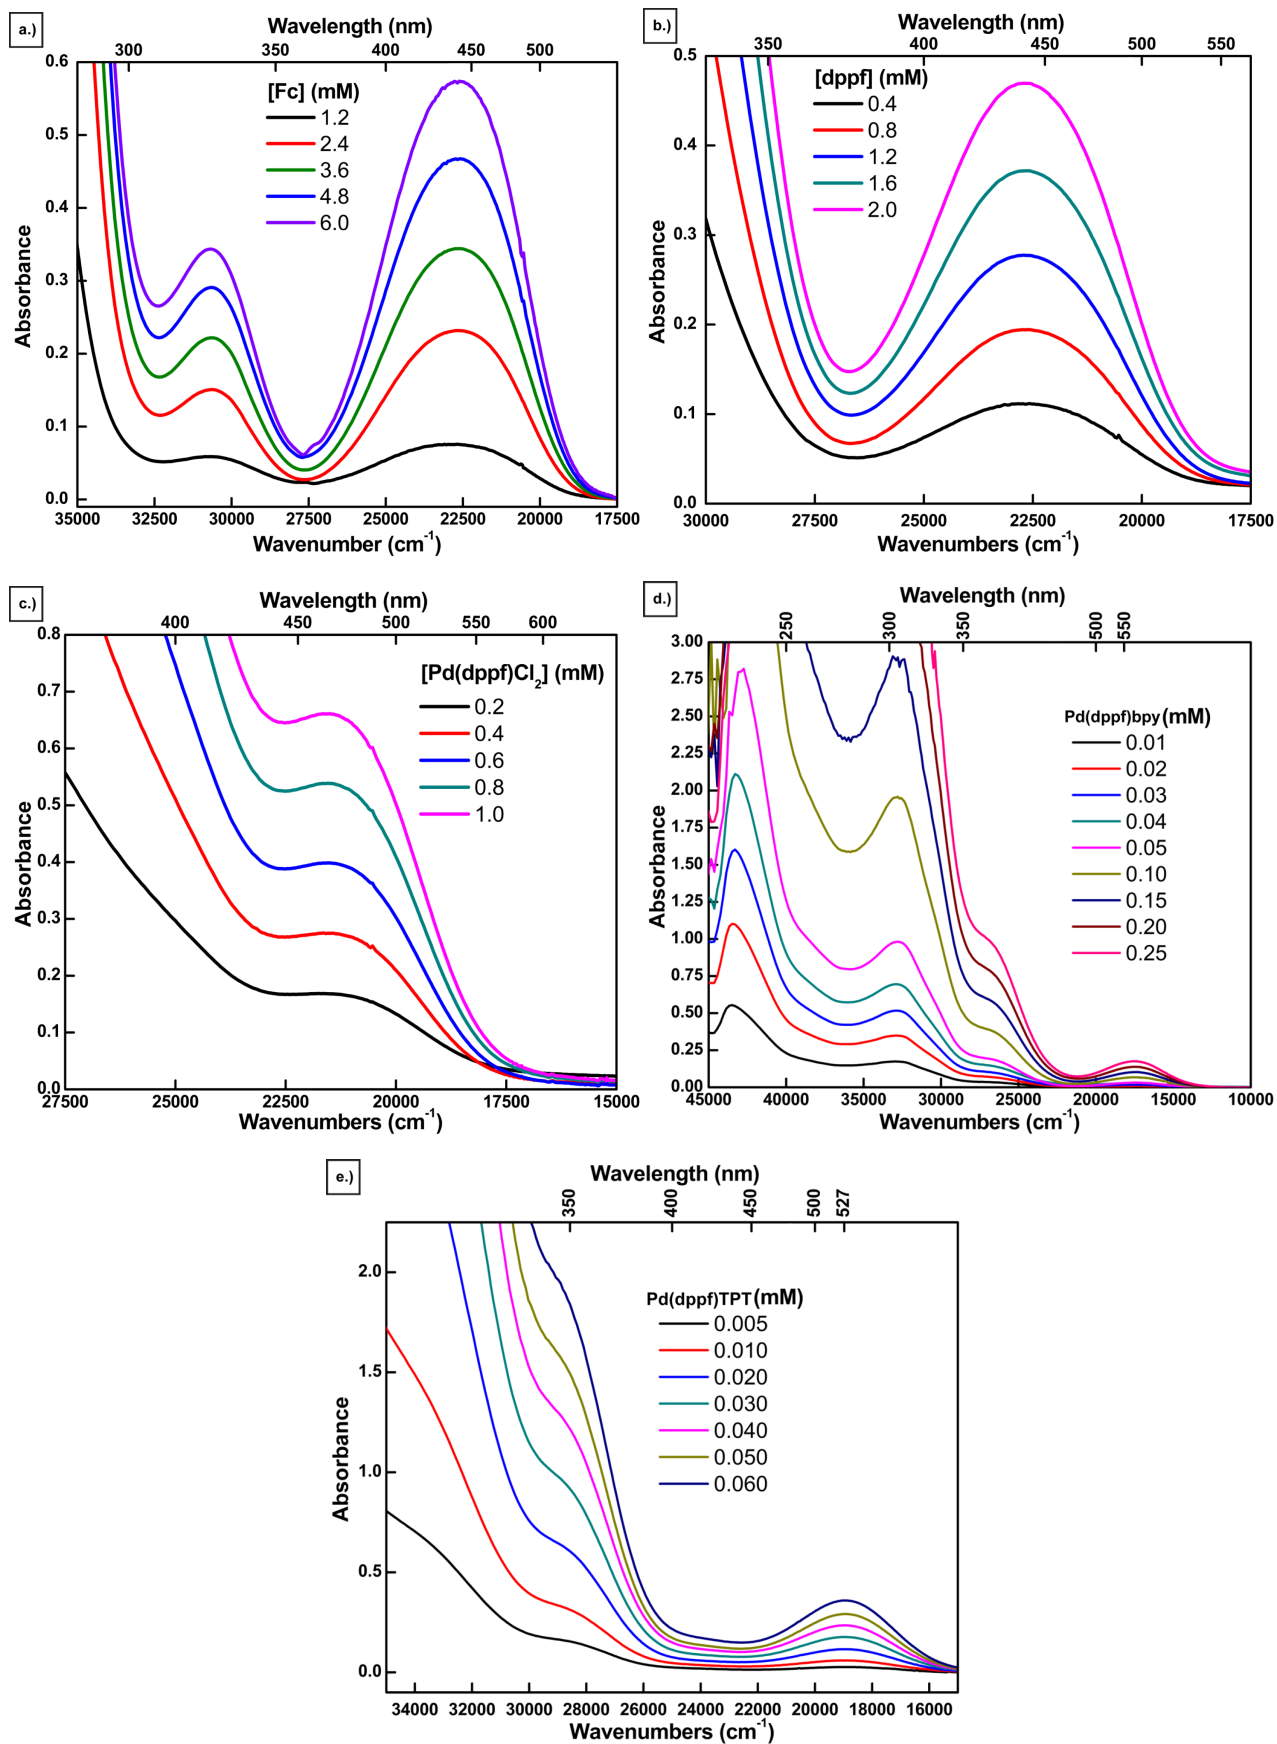 a.)
Wavelength (nm)
300 350 400 450 500
0.6
0.5
0.4
0.3
0.2
0.1
0.0
Absorbance
[Fc] (mM)
1.2
2.4
3.6
4.8
6.0
35000 32500 30000 27500 25000 22500 20000 17500
Wavenumber (cm-1)
b.)
Wavelength (nm)
350 400 450 500 550
0.5
0.4
0.3
0.2
0.1
0.0
Absorbance
[dppf] (mM)
0.4
0.8
1.2
1.6
2.0
30000 27500 25000 22500 20000 17500
Wavenumbers (cm-1)
c.)
Wavelength (nm)
400 450 500 550 600
0.8
0.7
0.6
0.5
0.4
0.3
0.2
0.1
0.0
Absorbance
[Pd(dppf)Cl2] (mM)
0.2
0.4
0.6
0.8
1.0
27500 25000 22500 20000 17500 15000
Wavenumbers (cm-1)
d.)
Wavelength (nm)
250 300 350 500 550
3.00
2.75
2.50
2.25
2.00
1.75
1.50
1.25
1.00
0.75
0.50
0.25
0.00
Absorbance
Pd(dppf)bpy (mM)
0.01
0.02
0.03
0.04
0.05
0.10
0.15
0.20
0.25
45000 40000 35000 30000 25000 20000 15000 10000
Wavenumbers (cm-1)
e.)
Wavelength (nm)
350 400 450 500 527
2.0
1.5
1.0
0.5
0.0
Absorbance
Pd(dppf)TPT (mM)
0.005
0.010
0.020
0.030
0.040
0.050
0.060
34000 32000 30000 28000 26000 24000 22000 20000 18000 16000
Wavenumbers (cm-1)